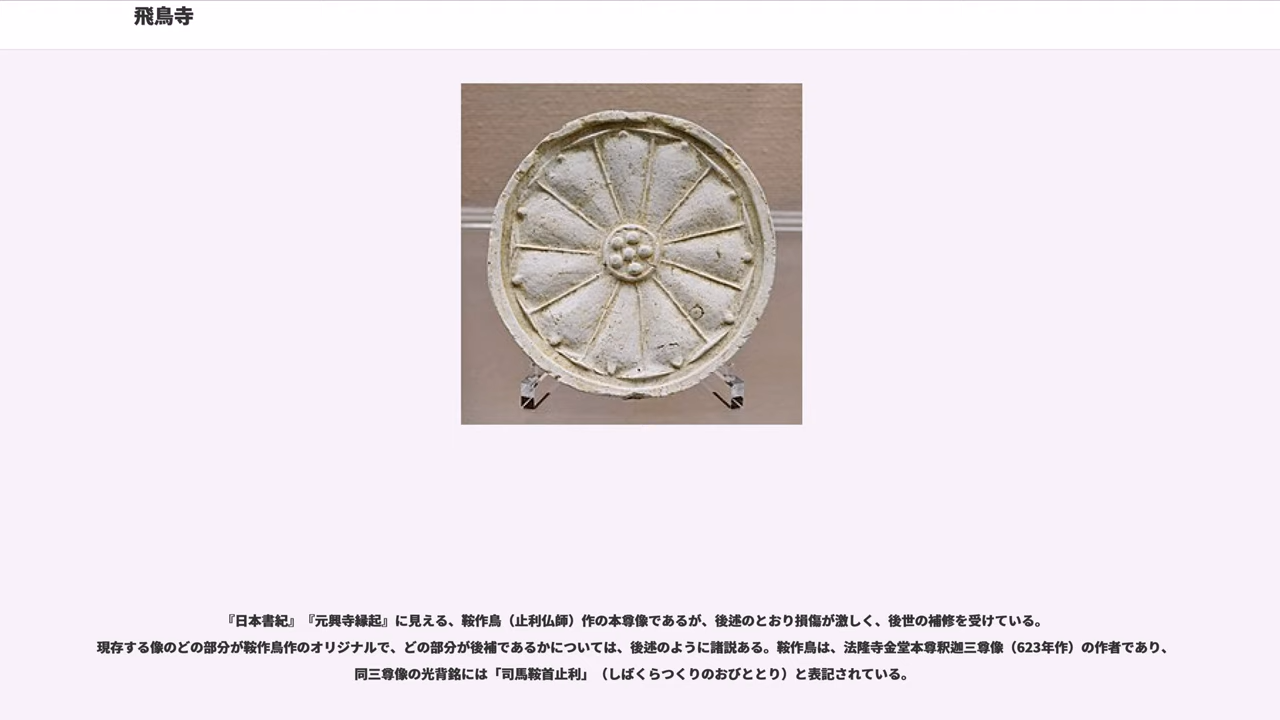 飛鳥寺
『日本書紀』『元興寺縁起』に見える、鞍作鳥（止利仏師）作の本尊像であるが、後述のとおり損傷が激しく、後世の補修を受けている。
現存する像のどの部分が鞍作鳥作のオリジナルで、どの部分が後補であるかについては、後述のように諸説ある。鞍作鳥は、法隆寺金堂本尊釈迦三尊像（623年作）の作者であり、
同三尊像の光背銘には「司馬鞍首止利」（しばくらつくりのおびととり）と表記されている。